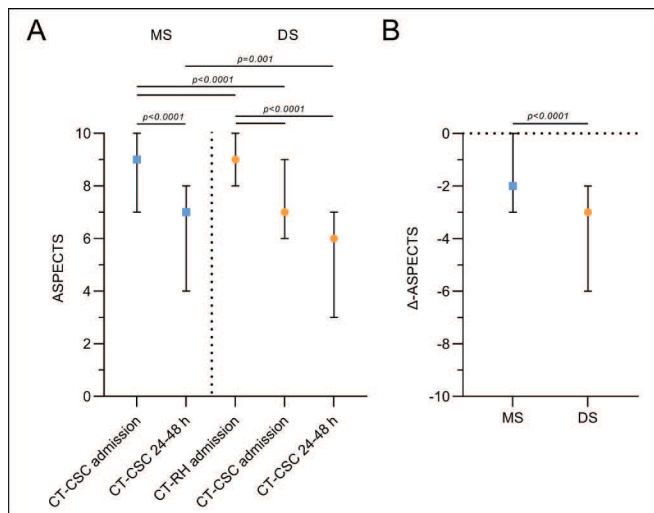 A
B
MS
DS
p=0.001
p<0.0001
p<0.0001
p<0.0001
p<0.0001
ASPECTS
10
8
6
4
2
0
CT-CSC admission
CT-CSC 24-48 h
CT-RH admission
CT-CSC admission
CT-CSC 24-48 h
Δ-ASPECTS
0
-2
-4
-6
-8
-10
MS
DS